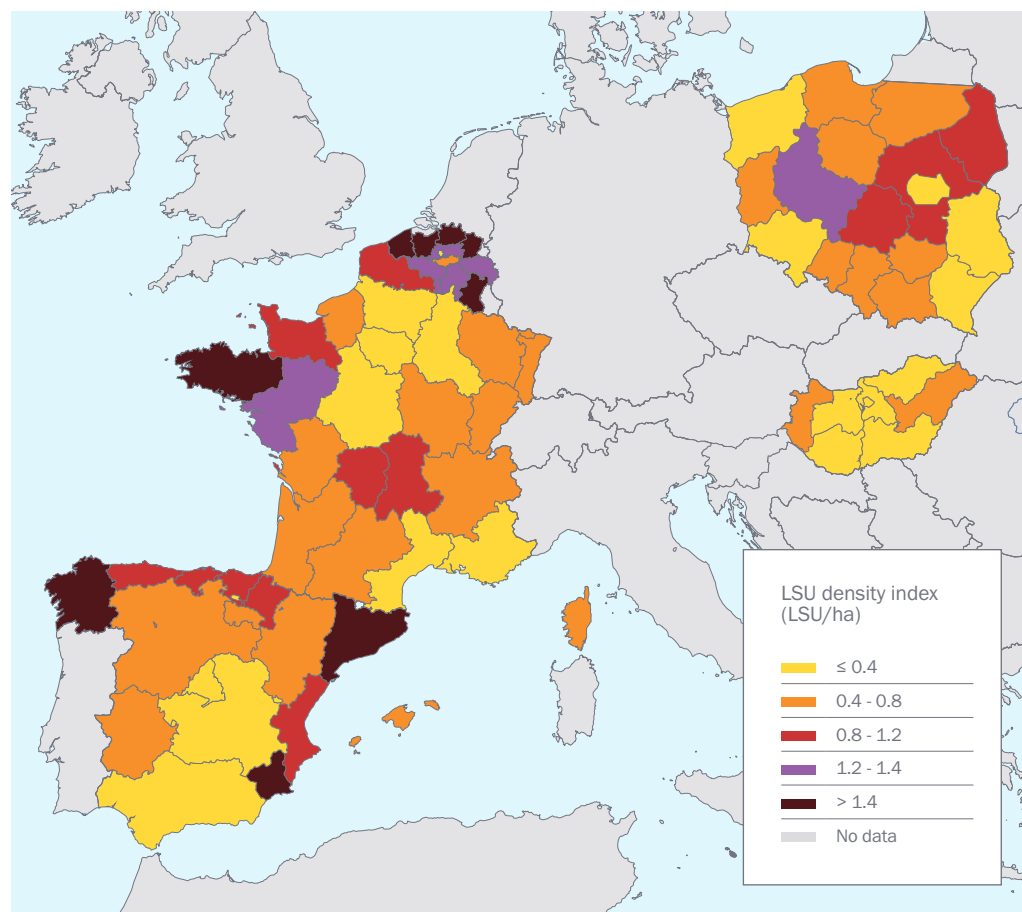 LSU density index
(LSU/ha)
≤ 0.4
0.4 - 0.8
0.8 - 1.2
1.2 - 1.4
> 1.4
No data